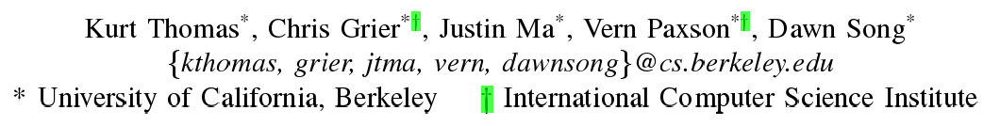 Kurt Thomas*, Chris Grier*†, Justin Ma*, Vern Paxson*†, Dawn Song*
{kthomas, grier, jtma, vern, dawnsong}@cs.berkeley.edu
* University of California, Berkeley † International Computer Science Institute